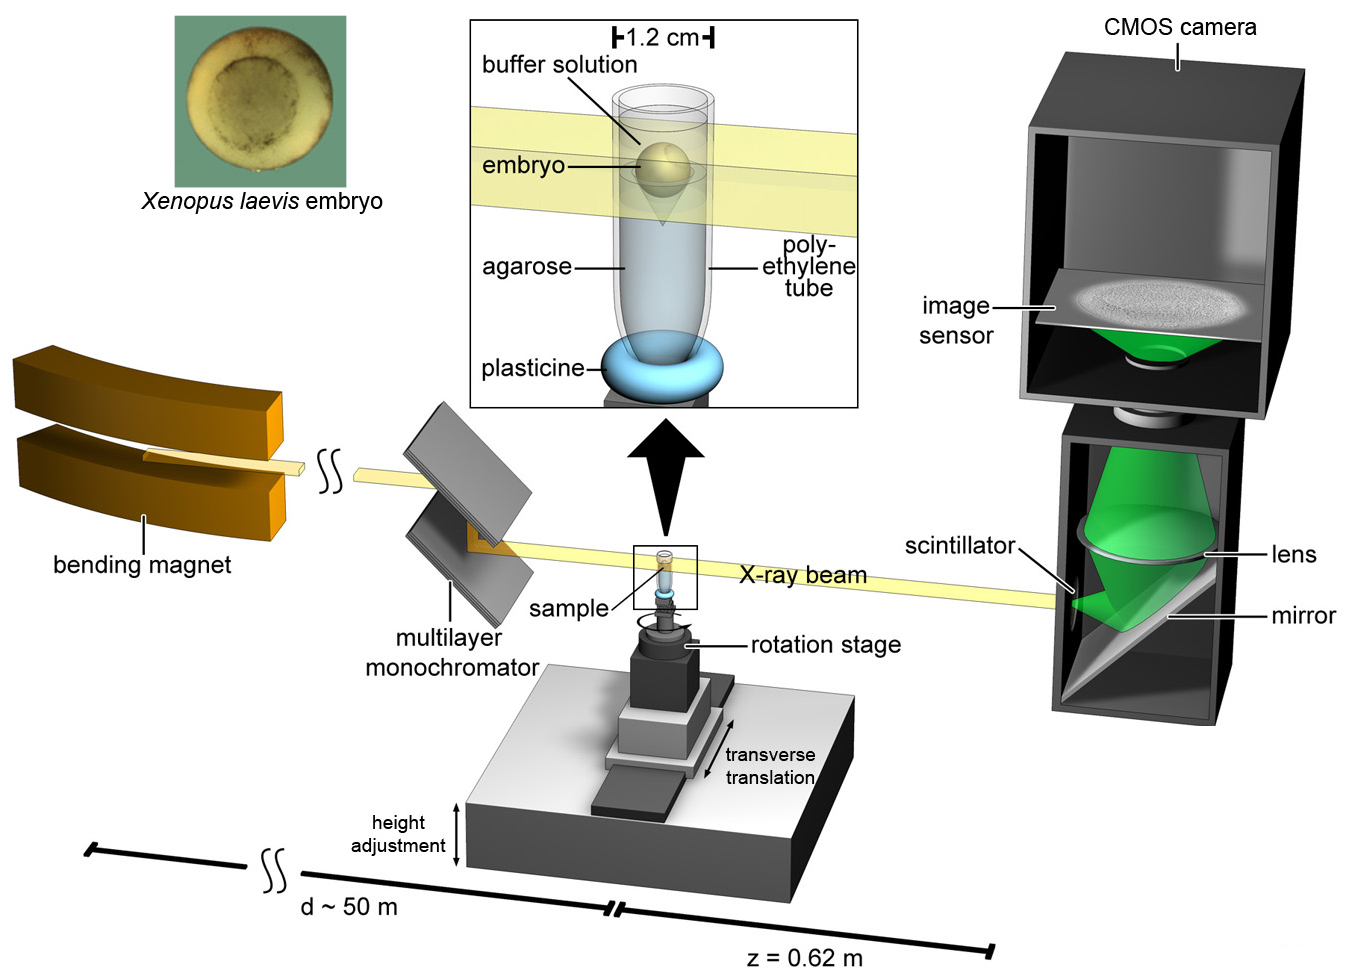 Xenopus laevis embryo
1.2 cm
buffer solution
embryo
agarose
poly-
ethylene
tube
plasticine
CMOS camera
image
sensor
bending magnet
multilayer
monochromator
sample
X-ray beam
rotation stage
scintillator
lens
mirror
transverse
translation
height
adjustment
d ~ 50 m
z = 0.62 m